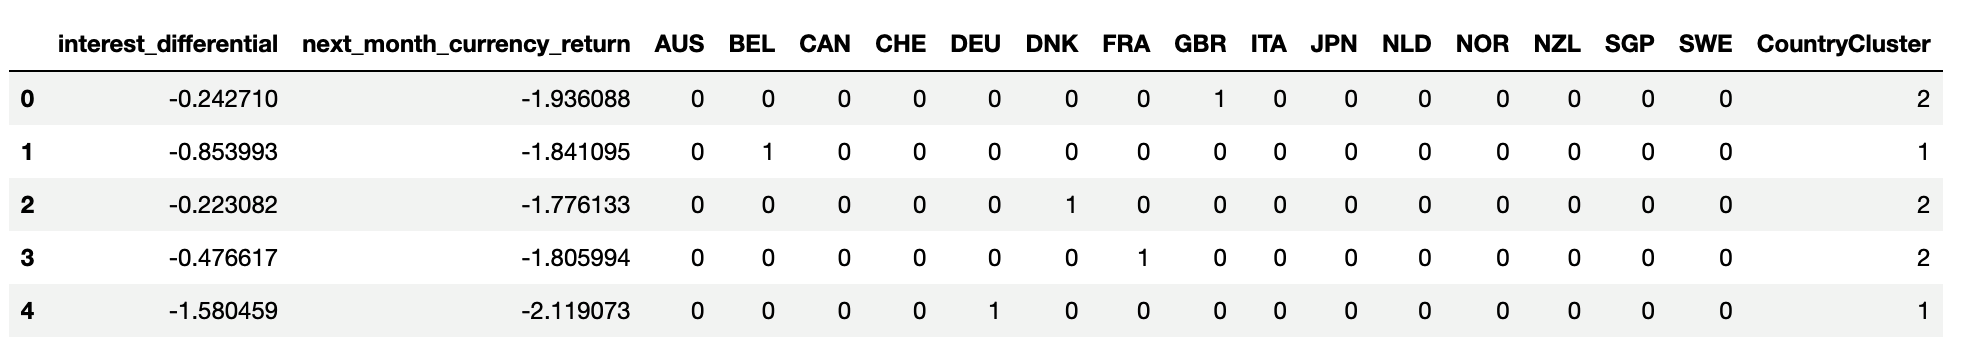 interest_differential next_month_currency_return AUS BEL CAN CHE DEU DNK FRA GBR ITA JPN NLD NOR NZL SGP SWE CountryCluster
0 -0.242710 -1.936088 0 0 0 0 0 0 0 1 0 0 0 0 0 0 0 2
1 -0.853993 -1.841095 0 1 0 0 0 0 0 0 0 0 0 0 0 0 0 1
2 -0.223082 -1.776133 0 0 0 0 0 1 0 0 0 0 0 0 0 0 0 2
3 -0.476617 -1.805994 0 0 0 0 0 0 1 0 0 0 0 0 0 0 0 2
4 -1.580459 -2.119073 0 0 0 0 1 0 0 0 0 0 0 0 0 0 0 1